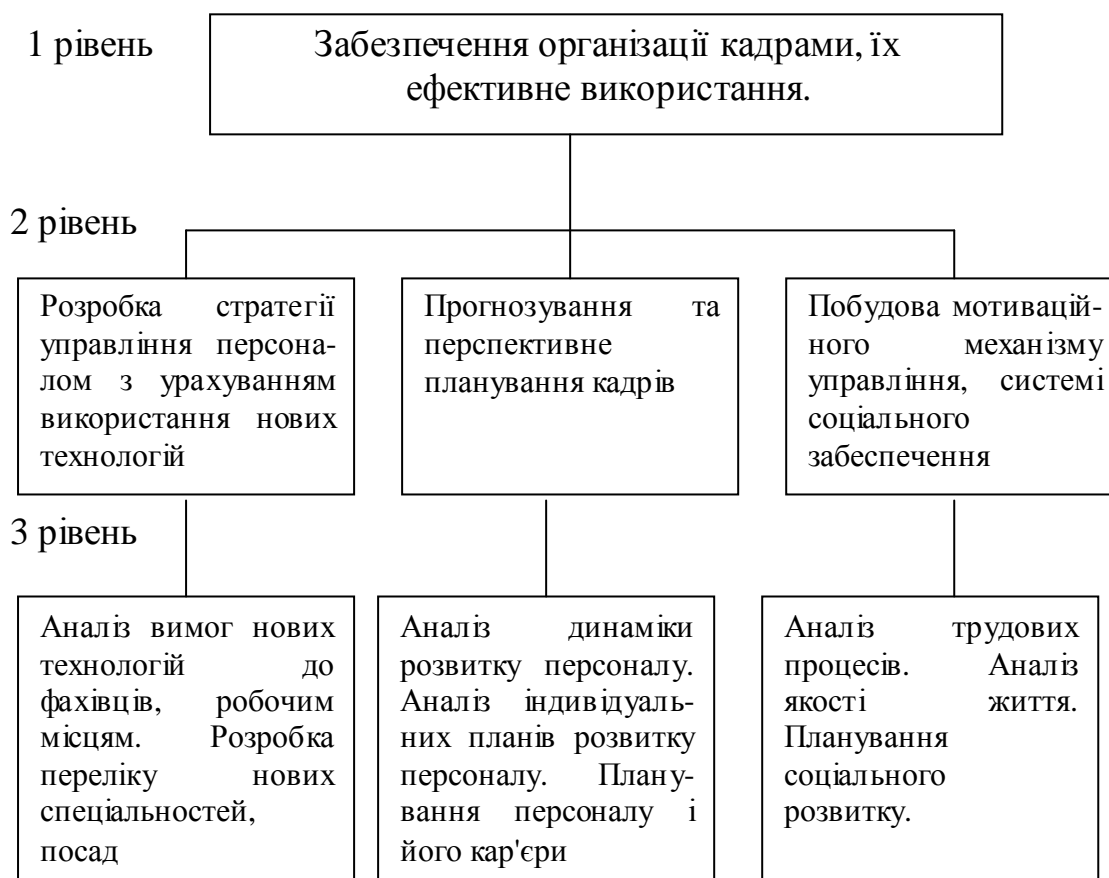 1 рівень
Забезпечення організації кадрами, їх
ефективне використання.
2 рівень
Розробка стратегії
управління персона-
лом з урахуванням
використання нових
технологій
Прогнозування та
перспективне
планування кадрів
Побудова мотивацій-
ного механізму
управління, системі
соціального
забеспечення
3 рівень
Аналіз вимог нових
технологій до
фахівців, робочим
місцям. Розробка
переліку нових
спеціальностей,
посад
Аналіз динаміки
розвитку персоналу.
Аналіз індивідуаль-
них планів розвитку
персоналу. Плану-
вання персоналу і
його кар'єри
Аналіз трудових
процесів. Аналіз
якості життя.
Планування
соціального
розвитку.